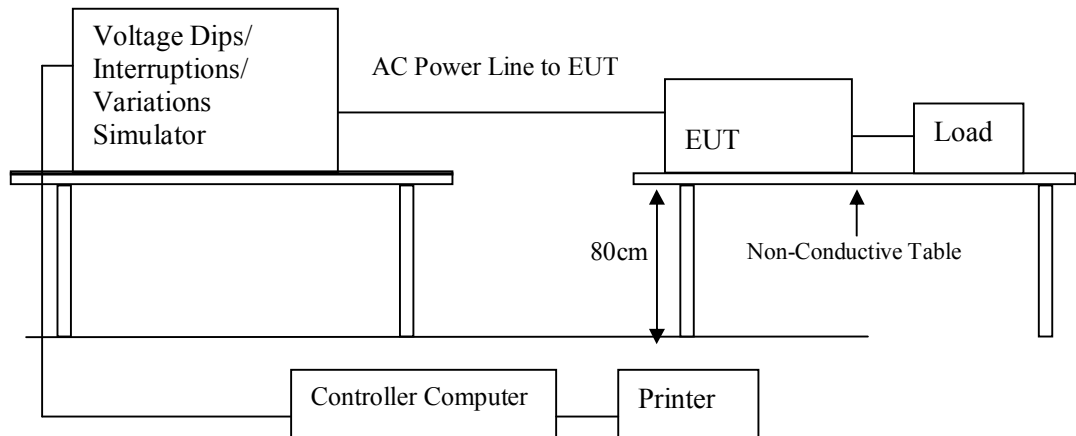 Voltage Dips/
Interruptions/
Variations
Simulator
AC Power Line to EUT
EUT
Load
80cm
Non-Conductive Table
Controller Computer
Printer